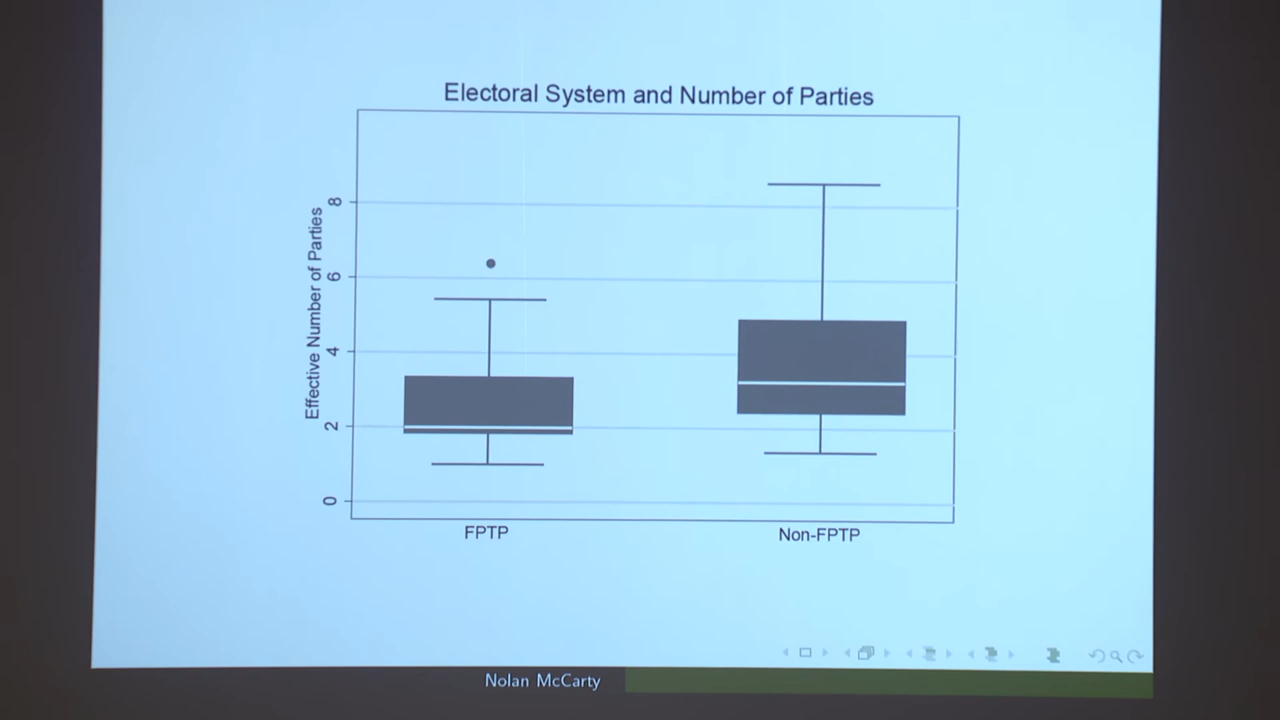 Electoral System and Number of Parties
Effective Number of Parties
8
6
4
2
0
FPTP
Non-FPTP
Nolan McCarty